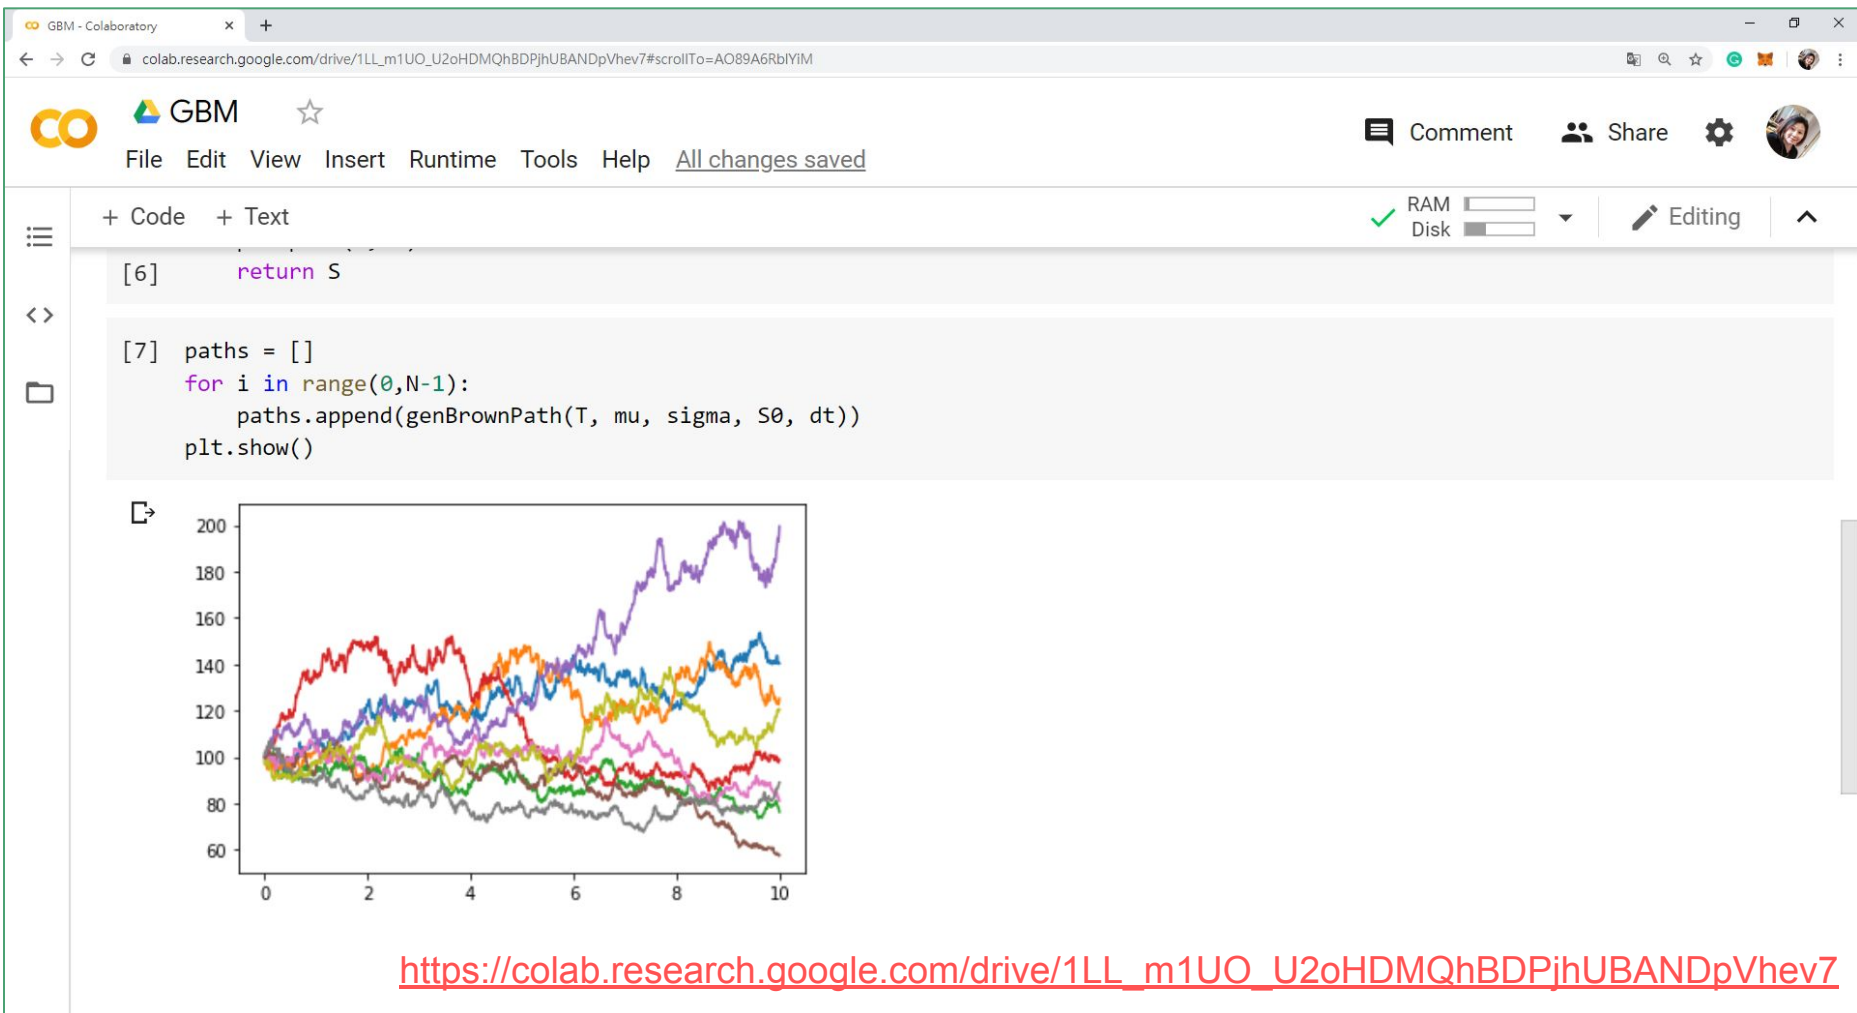 GBM - Colaboratory
colab.research.google.com/drive/1LL_m1UO_U2oHDMQhBDPjhUBANDpVhev7#scrollTo=AO89A6RbIYiM
GBM
Comment Share
File Edit View Insert Runtime Tools Help All changes saved
+ Code + Text
RAM
Disk
Editing
[6] return S
[7] paths = []
for i in range(0,N-1):
paths.append(genBrownPath(T, mu, sigma, S0, dt))
plt.show()
200
180
160
140
120
100
80
60
0 2 4 6 8 10
https://colab.research.google.com/drive/1LL_m1UO_U2oHDMQhBDPjhUBANDpVhev7